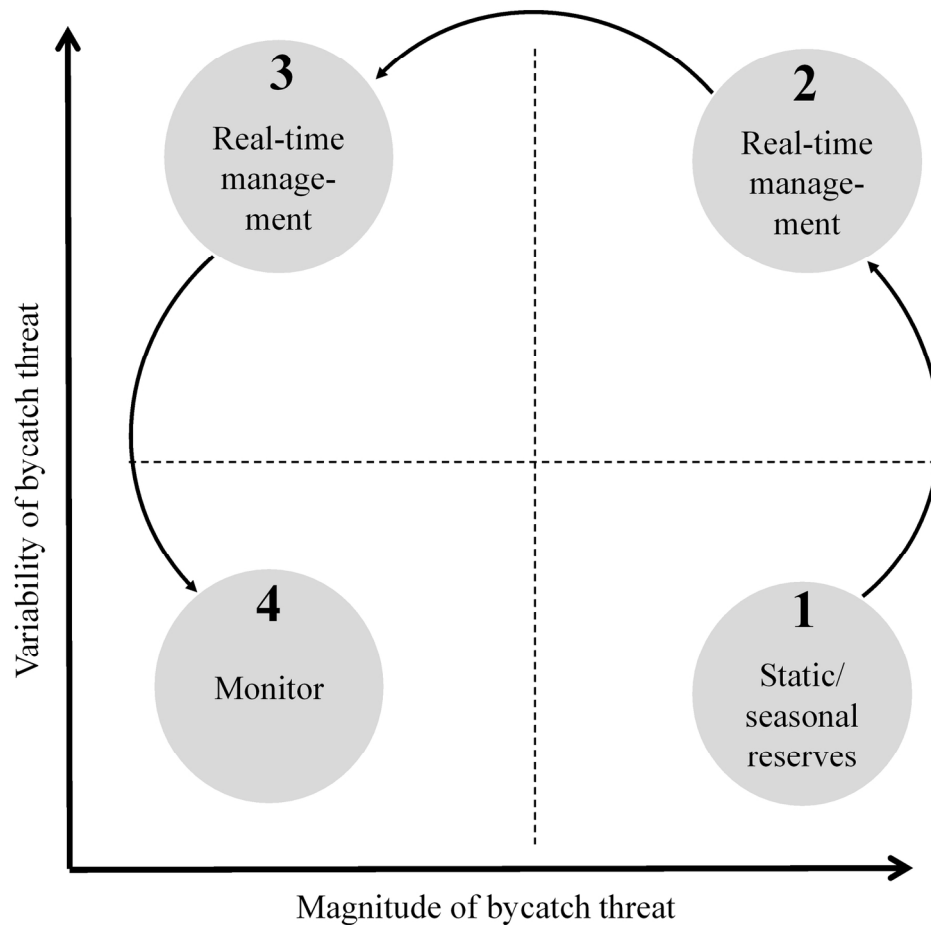 3
Real-time
manage-
ment
2
Real-time
manage-
ment
Variability of bycatch threat
4
Monitor
1
Static/
seasonal
reserves
Magnitude of bycatch threat